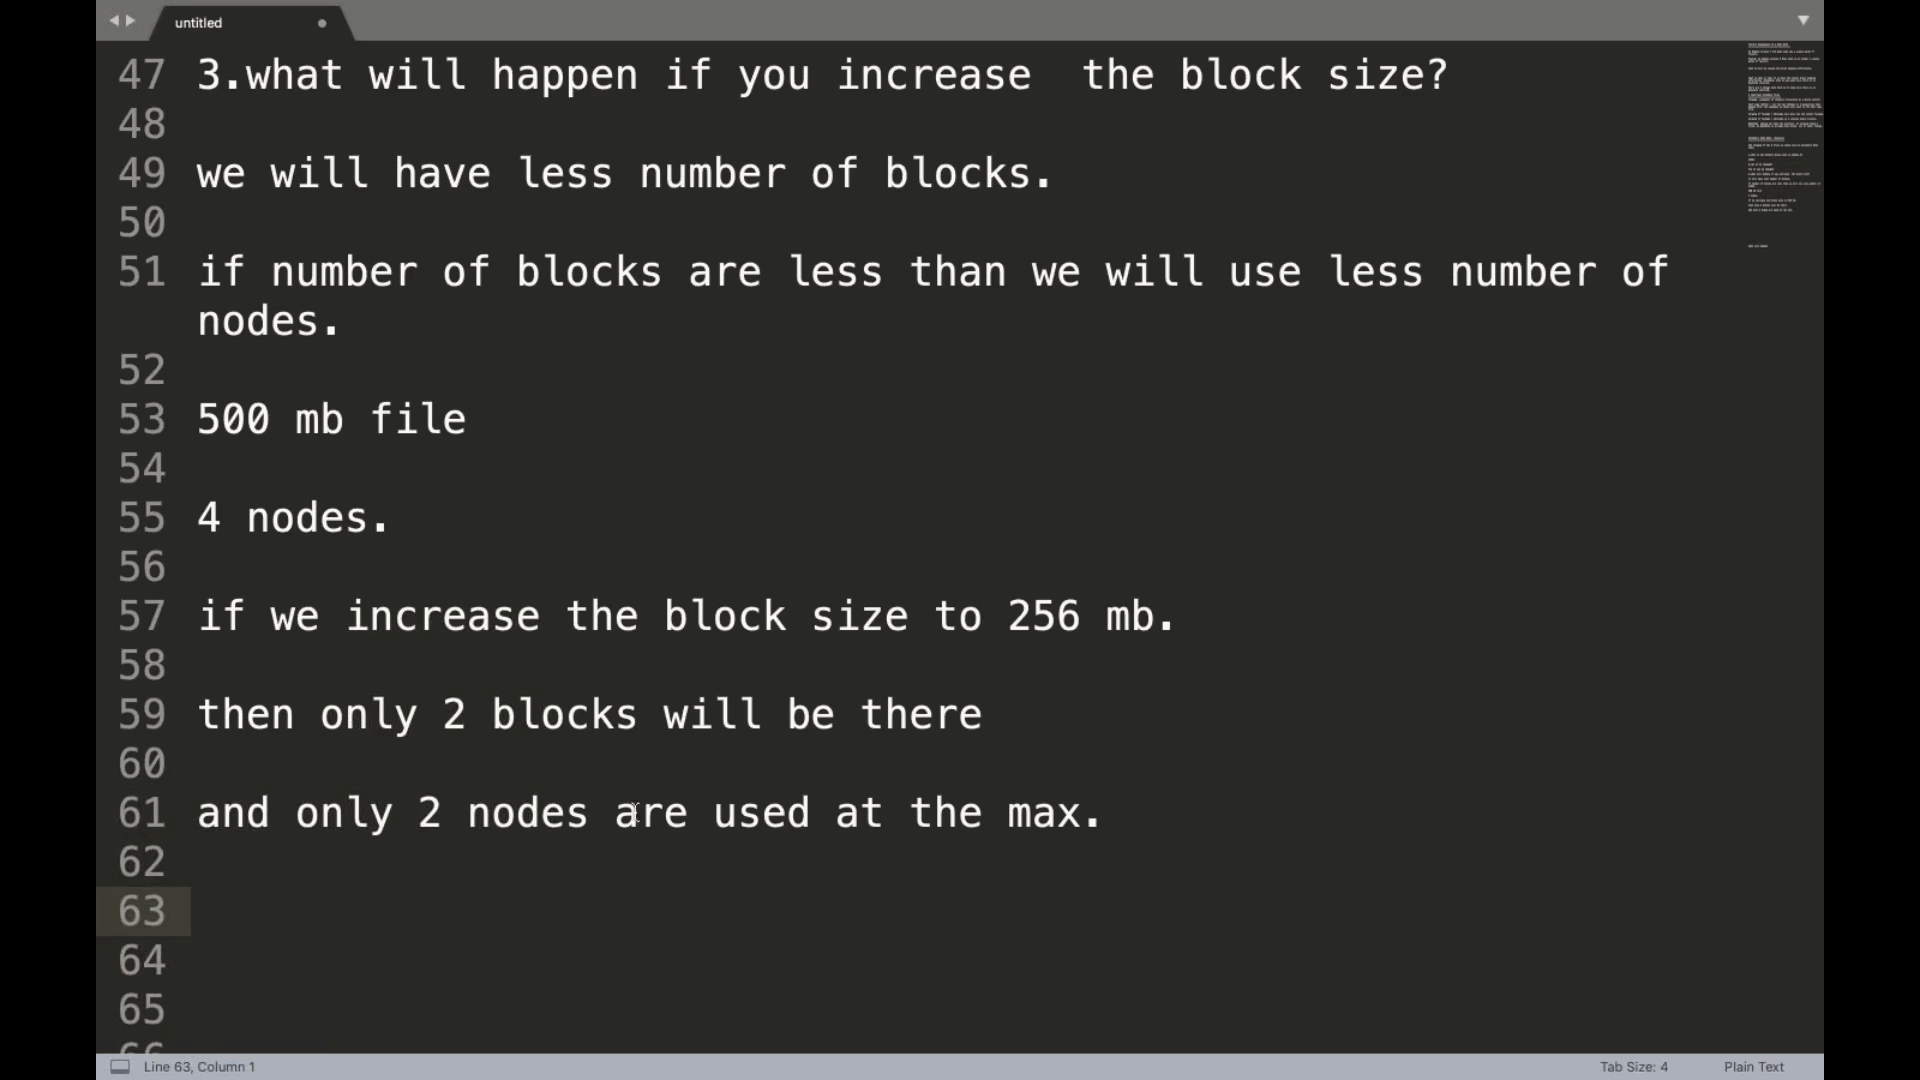 untitled
47 3.what will happen if you increase  the block size?
48
49 we will have less number of blocks.
50
51 if number of blocks are less than we will use less number of
nodes.
52
53 500 mb file
54
55 4 nodes.
56
57 if we increase the block size to 256 mb.
58
59 then only 2 blocks will be there
60
61 and only 2 nodes are used at the max.
62
63
64
65
66
Line 63, Column 1
Tab Size: 4
Plain Text